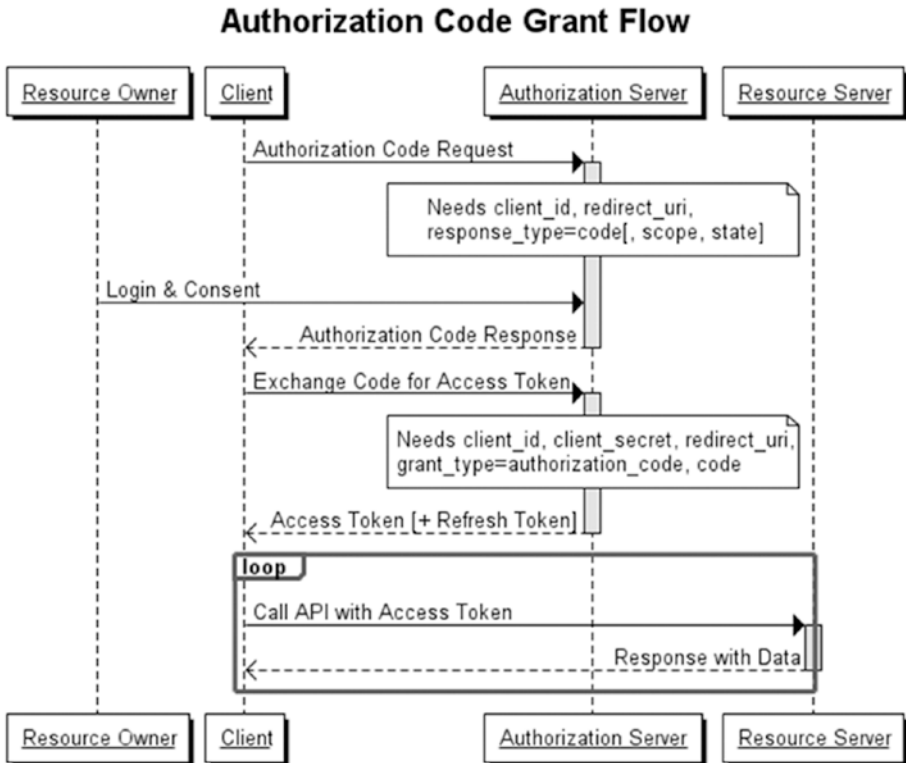 Authorization Code Grant Flow
Resource Owner
Client
Authorization Server
Resource Server
Authorization Code Request
Needs client_id, redirect_uri,
response_type=code[, scope, state]
Login & Consent
Authorization Code Response
Exchange Code for Access Token
Needs client_id, client_secret, redirect_uri,
grant_type=authorization_code, code
Access Token [+ Refresh Token]
loop
Call API with Access Token
Response with Data
Resource Owner
Client
Authorization Server
Resource Server